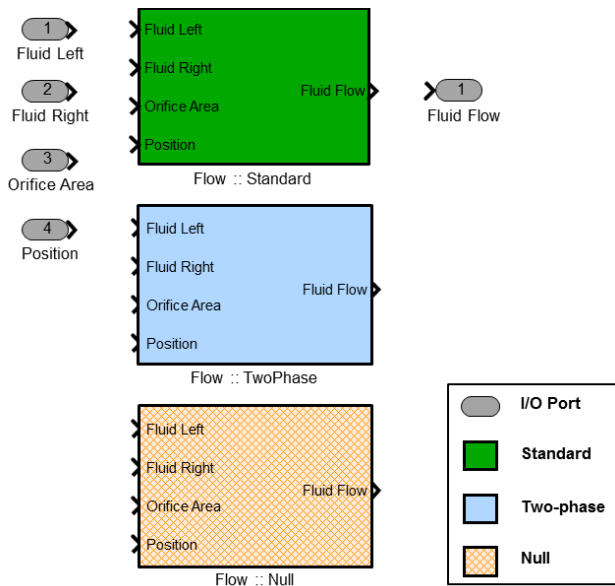 1
Fluid Left
2
Fluid Right
3
Orifice Area
4
Position
Fluid Left
Fluid Right
Orifice Area
Position
Fluid Flow
Flow :: Standard
1
Fluid Flow
Fluid Left
Fluid Right
Orifice Area
Position
Fluid Flow
Flow :: TwoPhase
Fluid Left
Fluid Right
Orifice Area
Position
Fluid Flow
Flow :: Null
I/O Port
Standard
Two-phase
Null